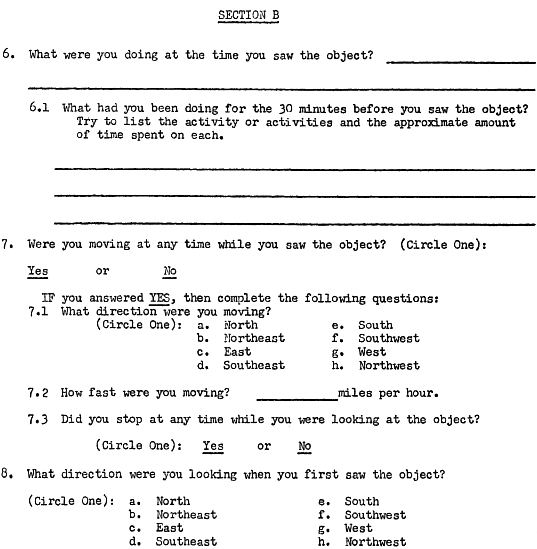 SECTION B
6. What were you doing at the time you saw the object?
6.1 What had you been doing for the 30 minutes before you saw the object?
Try to list the activity or activities and the approximate amount
of time spent on each.
7. Were you moving at any time while you saw the object? (Circle One):
Yes or No
IF you answered YES, then complete the following questions:
7.1 What direction were you moving?
(Circle One): a. North e. South
b. Northeast f. Southwest
c. East g. West
d. Southeast h. Northwest
7.2 How fast were you moving? miles per hour.
7.3 Did you stop at any time while you were looking at the object?
(Circle One): Yes or No
8. What direction were you looking when you first saw the object?
(Circle One): a. North e. South
b. Northeast f. Southwest
c. East g. West
d. Southeast h. Northwest